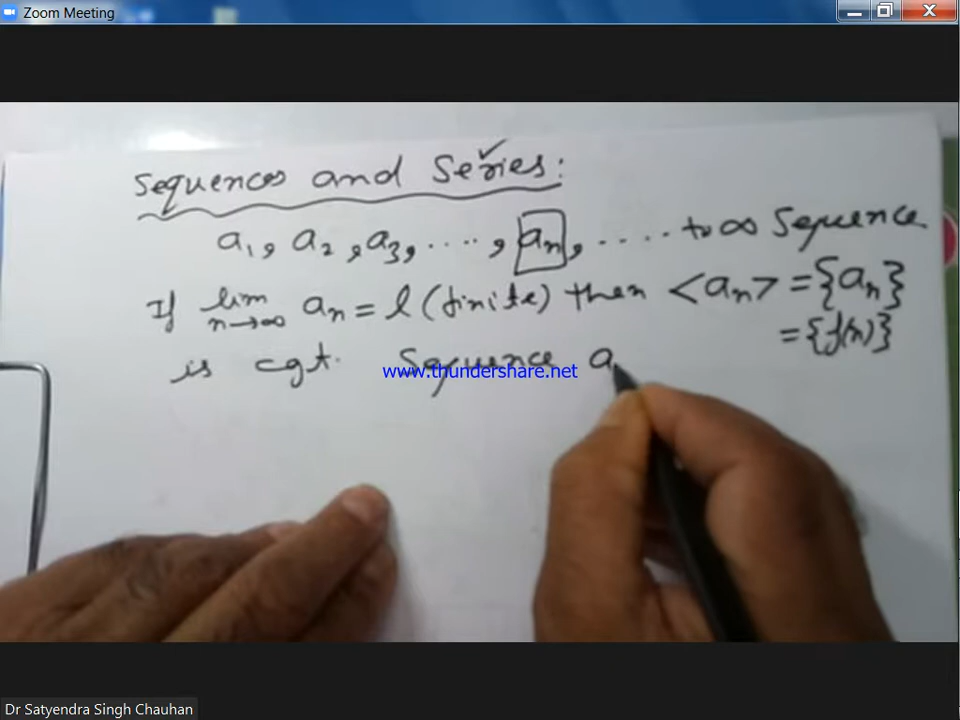 Zoom Meeting
Sequences and Series:
a₁, a₂, a₃, ...., aₙ, .... to ∞ Sequence
If lim n→∞ aₙ = l (finite) then <aₙ> = {aₙ}
= {f(n)}
is cgt. Sequence a
www.thundershare.net
Dr Satyendra Singh Chauhan